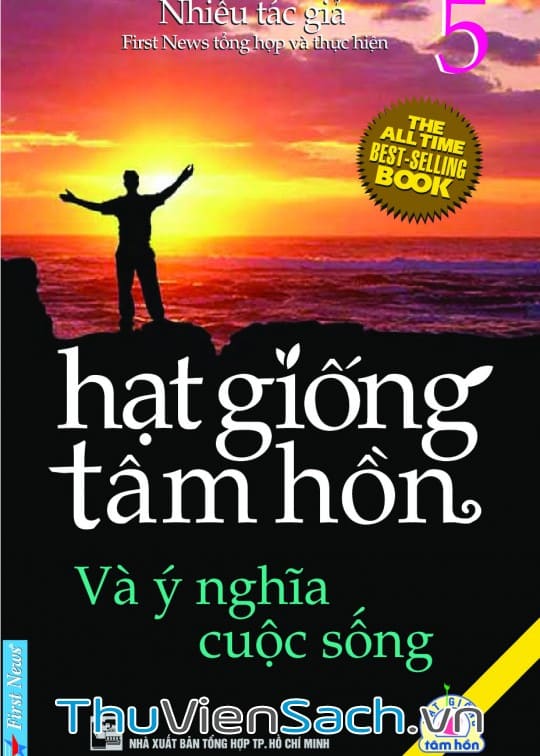 Nhiều tác giả
First News tổng hợp và thực hiện
5
THE
ALL TIME
BEST-SELLING
BOOK
hạt giống
tâm hồn
Và ý nghĩa
cuộc sống
First News
ThuVienSach.vn
NHÀ XUẤT BẢN TỔNG HỢP TP. HỒ CHÍ MINH
HẠT GIỐNG
tâm hồn